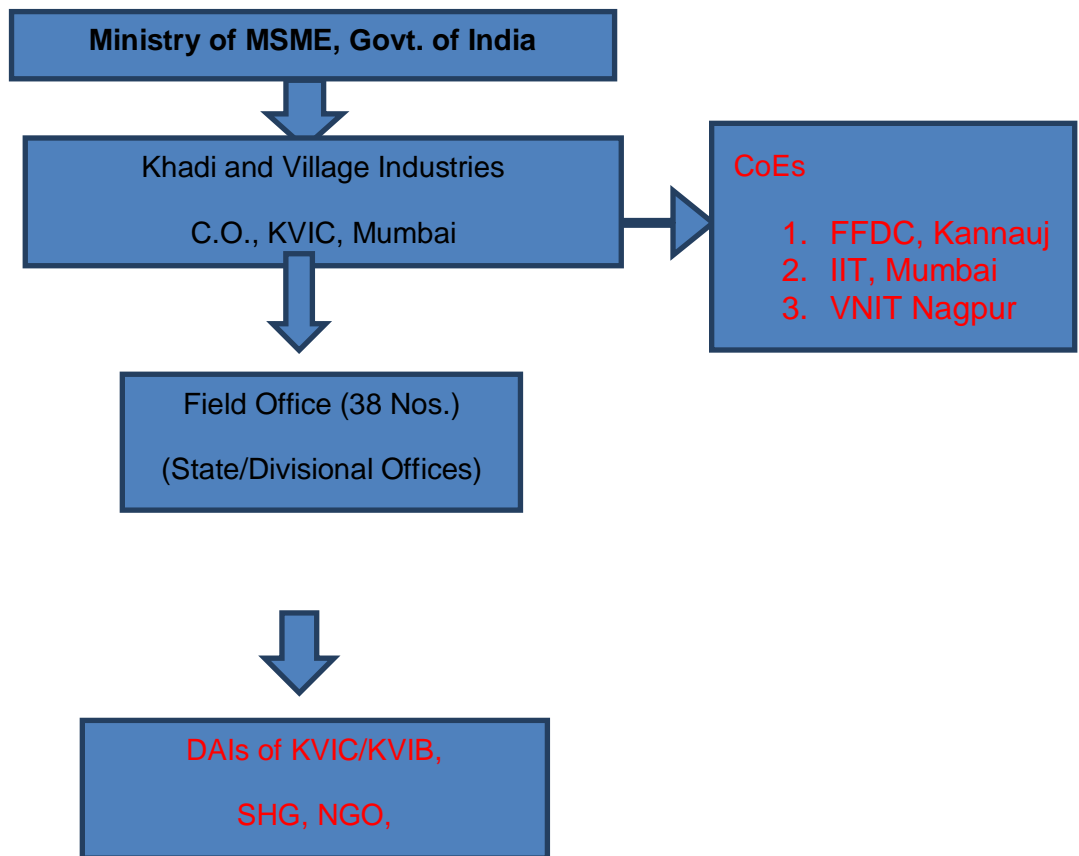 Ministry of MSME, Govt. of India
Khadi and Village Industries
C.O., KVIC, Mumbai
CoEs
1. FFDC, Kannauj
2. IIT, Mumbai
3. VNIT Nagpur
Field Office (38 Nos.)
(State/Divisional Offices)
DAIs of KVIC/KVIB,
SHG, NGO,